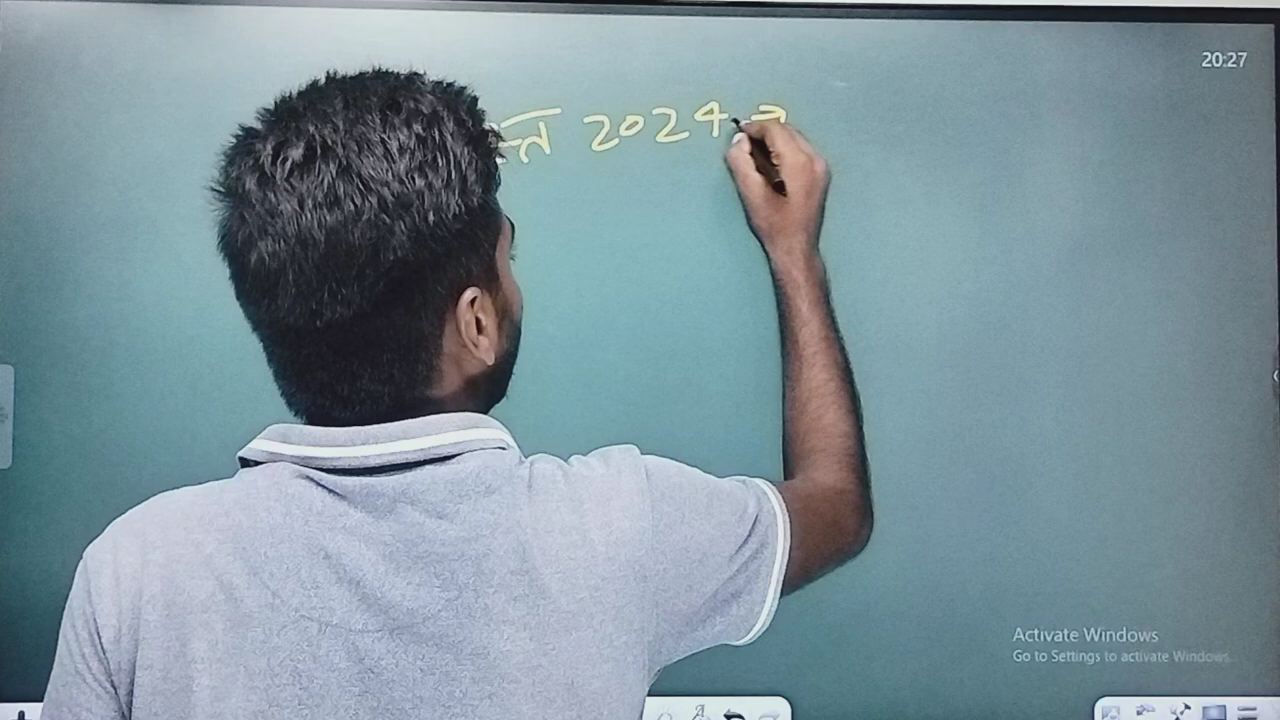 20:27
2024 →
Activate Windows
Go to Settings to activate Windows.